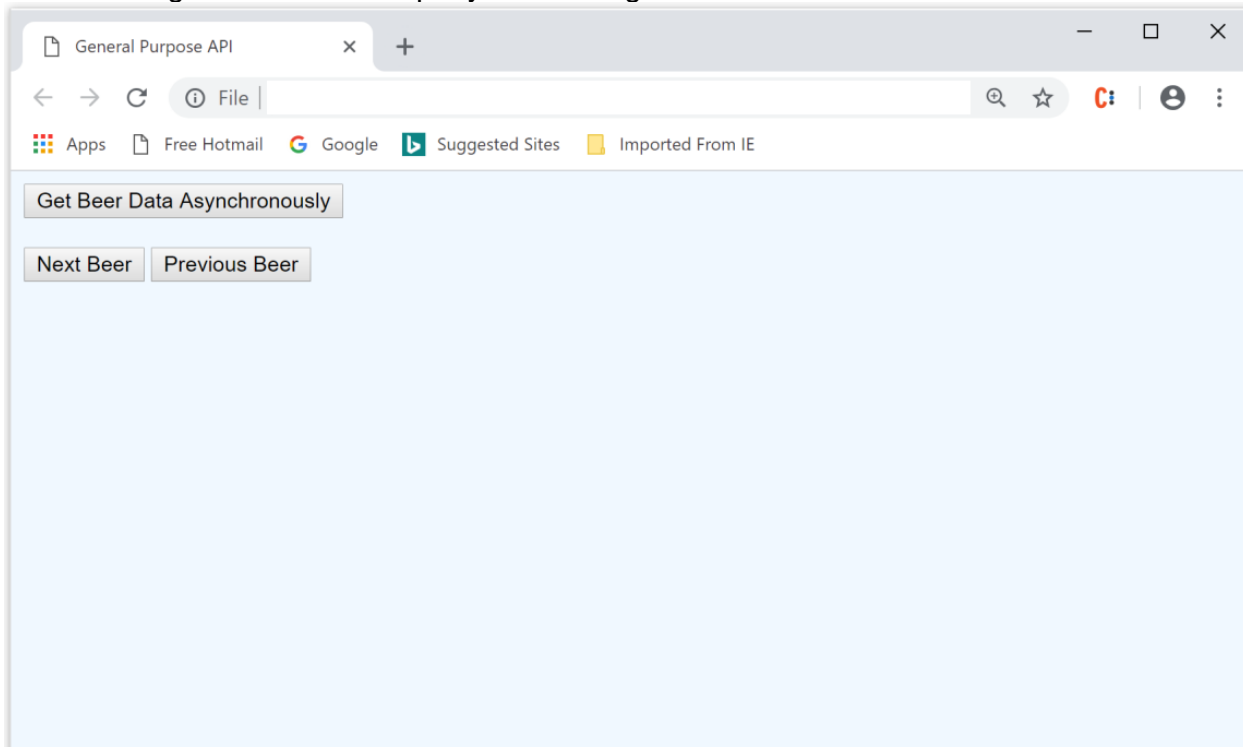 General Purpose API
File
Apps Free Hotmail Google Suggested Sites Imported From IE
Get Beer Data Asynchronously
Next Beer Previous Beer